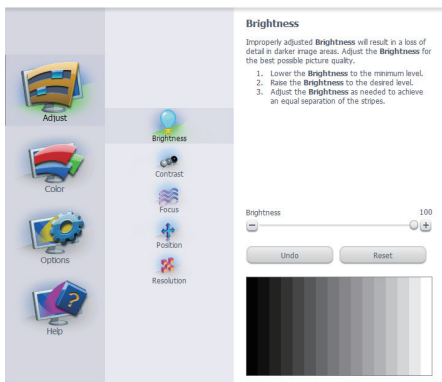 Adjust
Color
Options
Help
Brightness
Contrast
Focus
Position
Resolution
Brightness
Improperly adjusted Brightness will result in a loss of
detail in darker image areas. Adjust the Brightness for
the best possible picture quality.
1. Lower the Brightness to the minimum level.
2. Raise the Brightness to the desired level.
3. Adjust the Brightness as needed to achieve
an equal separation of the stripes.
Brightness 100
Undo Reset